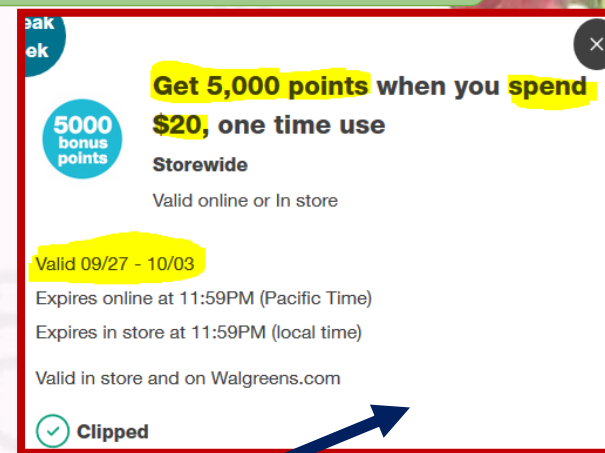 eak
ek
Get 5,000 points when you spend
$20, one time use
5000
bonus
points
Storewide
Valid online or In store
Valid 09/27 - 10/03
Expires online at 11:59PM (Pacific Time)
Expires in store at 11:59PM (local time)
Valid in store and on Walgreens.com
Clipped